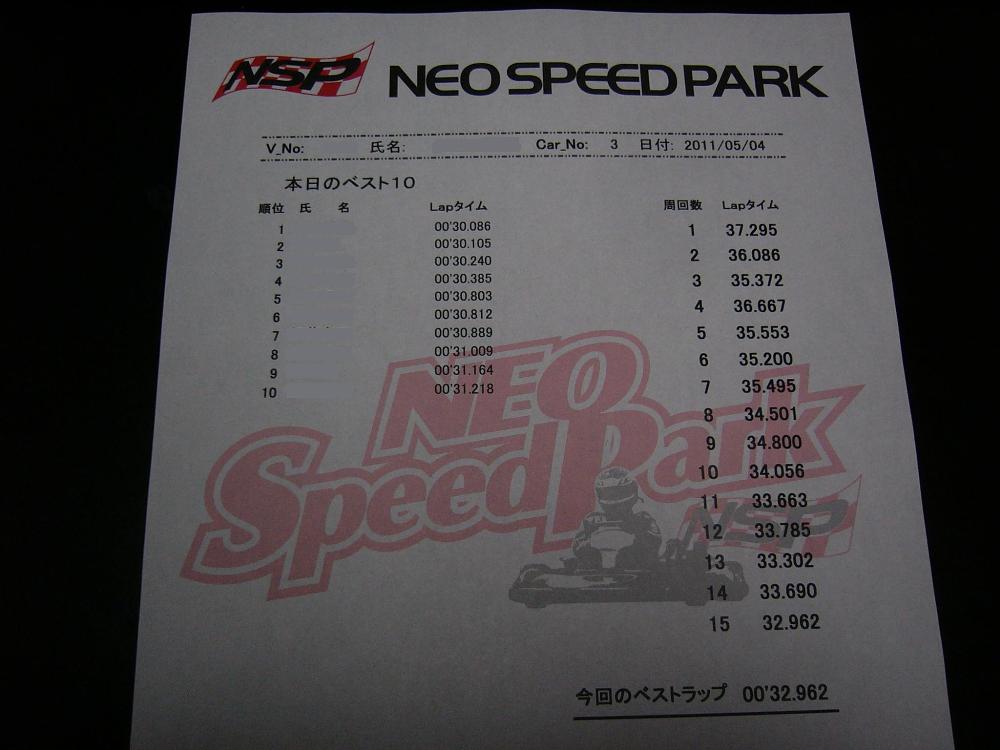 NSP NEO SPEED PARK
V_No: 氏名: Car_No: 3 日付: 2011/05/04
本日のベスト10
順位 氏 名 Lapタイム
1 00'30.086
2 00'30.105
3 00'30.240
4 00'30.385
5 00'30.803
6 00'30.812
7 00'30.889
8 00'31.009
9 00'31.164
10 00'31.218
周回数 Lapタイム
1 37.295
2 36.086
3 35.372
4 36.667
5 35.553
6 35.200
7 35.495
8 34.501
9 34.800
10 34.056
11 33.663
12 33.785
13 33.302
14 33.690
15 32.962
NEO
Speed Park
NSP
今回のベストラップ 00'32.962